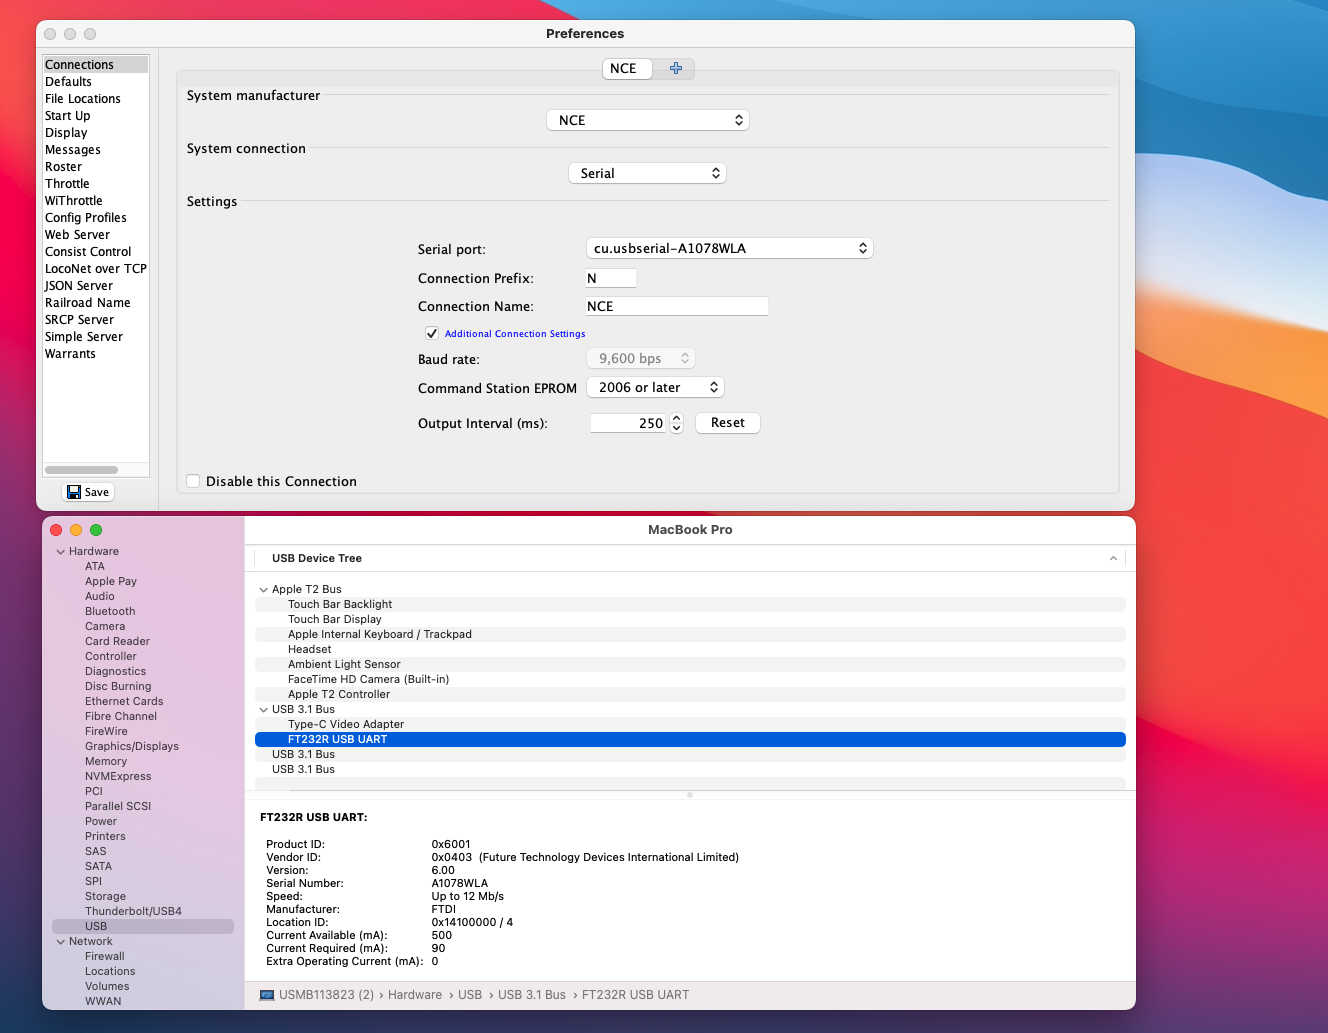 Preferences
Connections
Defaults
File Locations
Start Up
Display
Messages
Roster
Throttle
WiThrottle
Config Profiles
Web Server
Consist Control
LocoNet over TCP
JSON Server
Railroad Name
SRCP Server
Simple Server
Warrants
Save
NCE
System manufacturer
NCE
System connection
Serial
Settings
Serial port: cu.usbserial-A1078WLA
Connection Prefix: N
Connection Name: NCE
Additional Connection Settings
Baud rate: 9,600 bps
Command Station EPROM 2006 or later
Output Interval (ms): 250 Reset
Disable this Connection
MacBook Pro
Hardware
ATA
Apple Pay
Audio
Bluetooth
Camera
Card Reader
Controller
Diagnostics
Disc Burning
Ethernet Cards
Fibre Channel
FireWire
Graphics/Displays
Memory
NVMExpress
PCI
Parallel SCSI
Power
Printers
SAS
SATA
SPI
Storage
Thunderbolt/USB4
USB
Network
Firewall
Locations
Volumes
WWAN
USB Device Tree
Apple T2 Bus
Touch Bar Backlight
Touch Bar Display
Apple Internal Keyboard / Trackpad
Headset
Ambient Light Sensor
FaceTime HD Camera (Built-in)
Apple T2 Controller
USB 3.1 Bus
Type-C Video Adapter
FT232R USB UART
USB 3.1 Bus
USB 3.1 Bus
FT232R USB UART:
Product ID: 0x6001
Vendor ID: 0x0403 (Future Technology Devices International Limited)
Version: 6.00
Serial Number: A1078WLA
Speed: Up to 12 Mb/s
Manufacturer: FTDI
Location ID: 0x14100000 / 4
Current Available (mA): 500
Current Required (mA): 90
Extra Operating Current (mA): 0
USMB113823 (2) › Hardware › USB › USB 3.1 Bus › FT232R USB UART